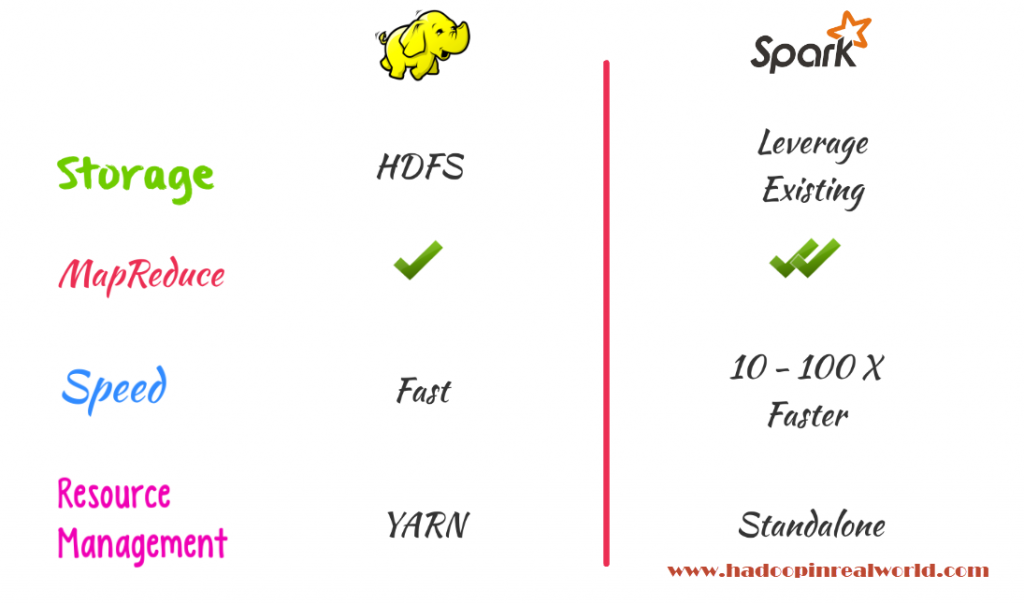 Spark
Storage
HDFS
Leverage
Existing
MapReduce
Speed
Fast
10 - 100 X
Faster
Resource
Management
YARN
Standalone
www.hadoopinrealworld.com